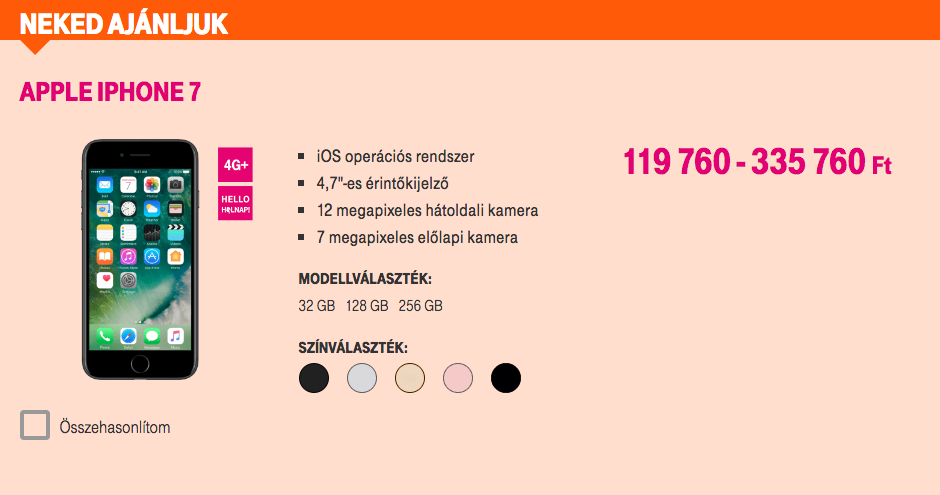 NEKED AJÁNLJUK
APPLE IPHONE 7
4G+
HELLO
HOLNAP!
▪ iOS operációs rendszer
▪ 4,7"-es érintőkijelző
▪ 12 megapixeles hátoldali kamera
▪ 7 megapixeles előlapi kamera
119 760 - 335 760 Ft
MODELLVÁLASZTÉK:
32 GB 128 GB 256 GB
SZÍNVÁLASZTÉK:
Összehasonlítom